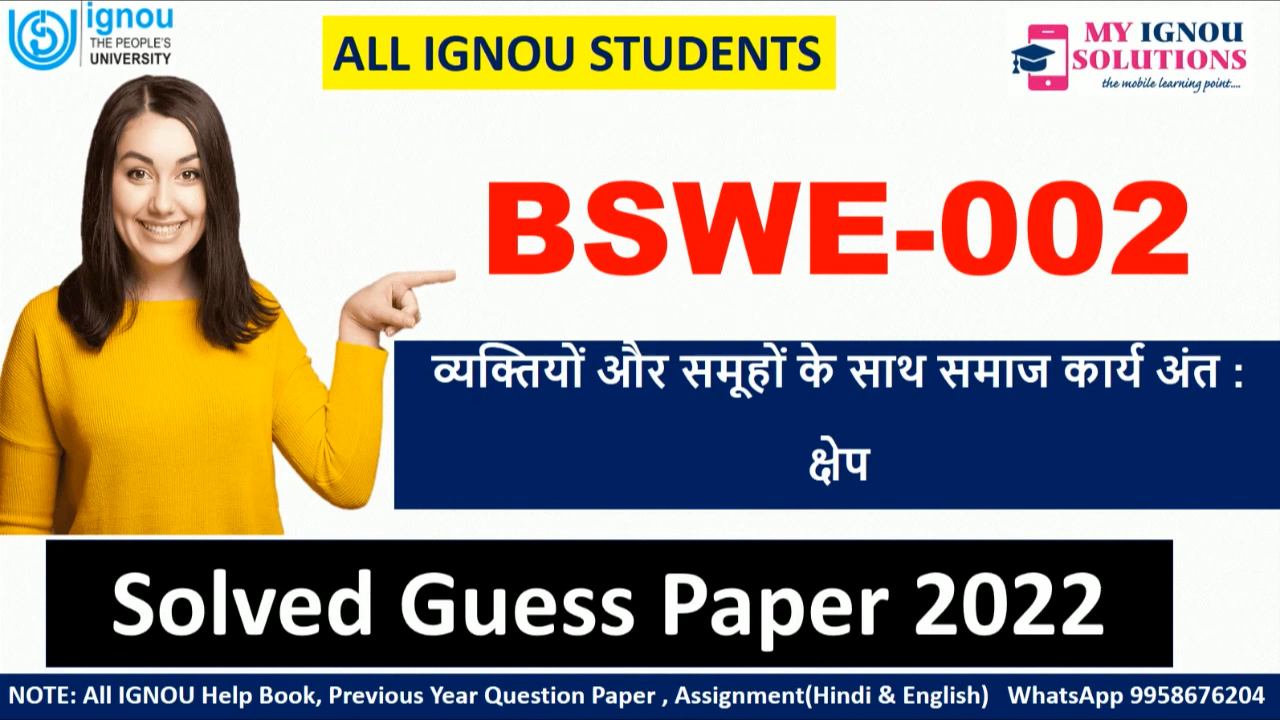 ignou
THE PEOPLE'S
UNIVERSITY
ALL IGNOU STUDENTS
MY IGNOU
SOLUTIONS
the mobile learning point....
BSWE-002
व्यक्तियों और समूहों के साथ समाज कार्य अंत :
क्षेप
Solved Guess Paper 2022
NOTE: All IGNOU Help Book, Previous Year Question Paper , Assignment(Hindi & English) WhatsApp 9958676204